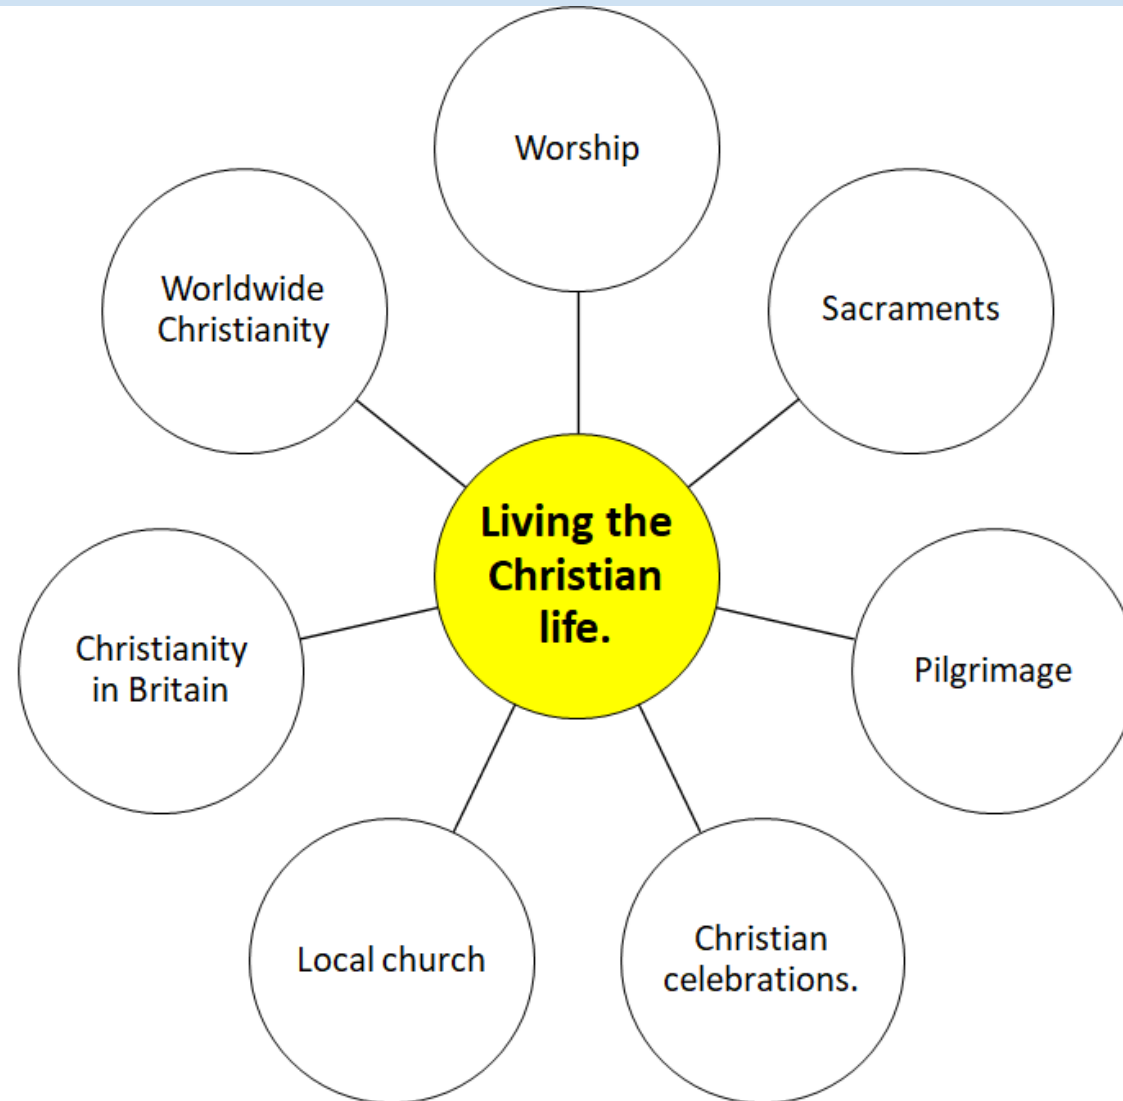 Worship
Sacraments
Pilgrimage
Christian
celebrations.
Local church
Christianity
in Britain
Worldwide
Christianity
Living the
Christian
life.